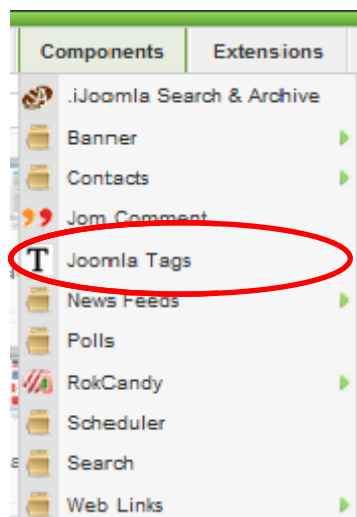 Components Extensions
.iJoomla Search & Archive
Banner
Contacts
Jom Comment
T Joomla Tags
News Feeds
Polls
RokCandy
Scheduler
Search
Web Links